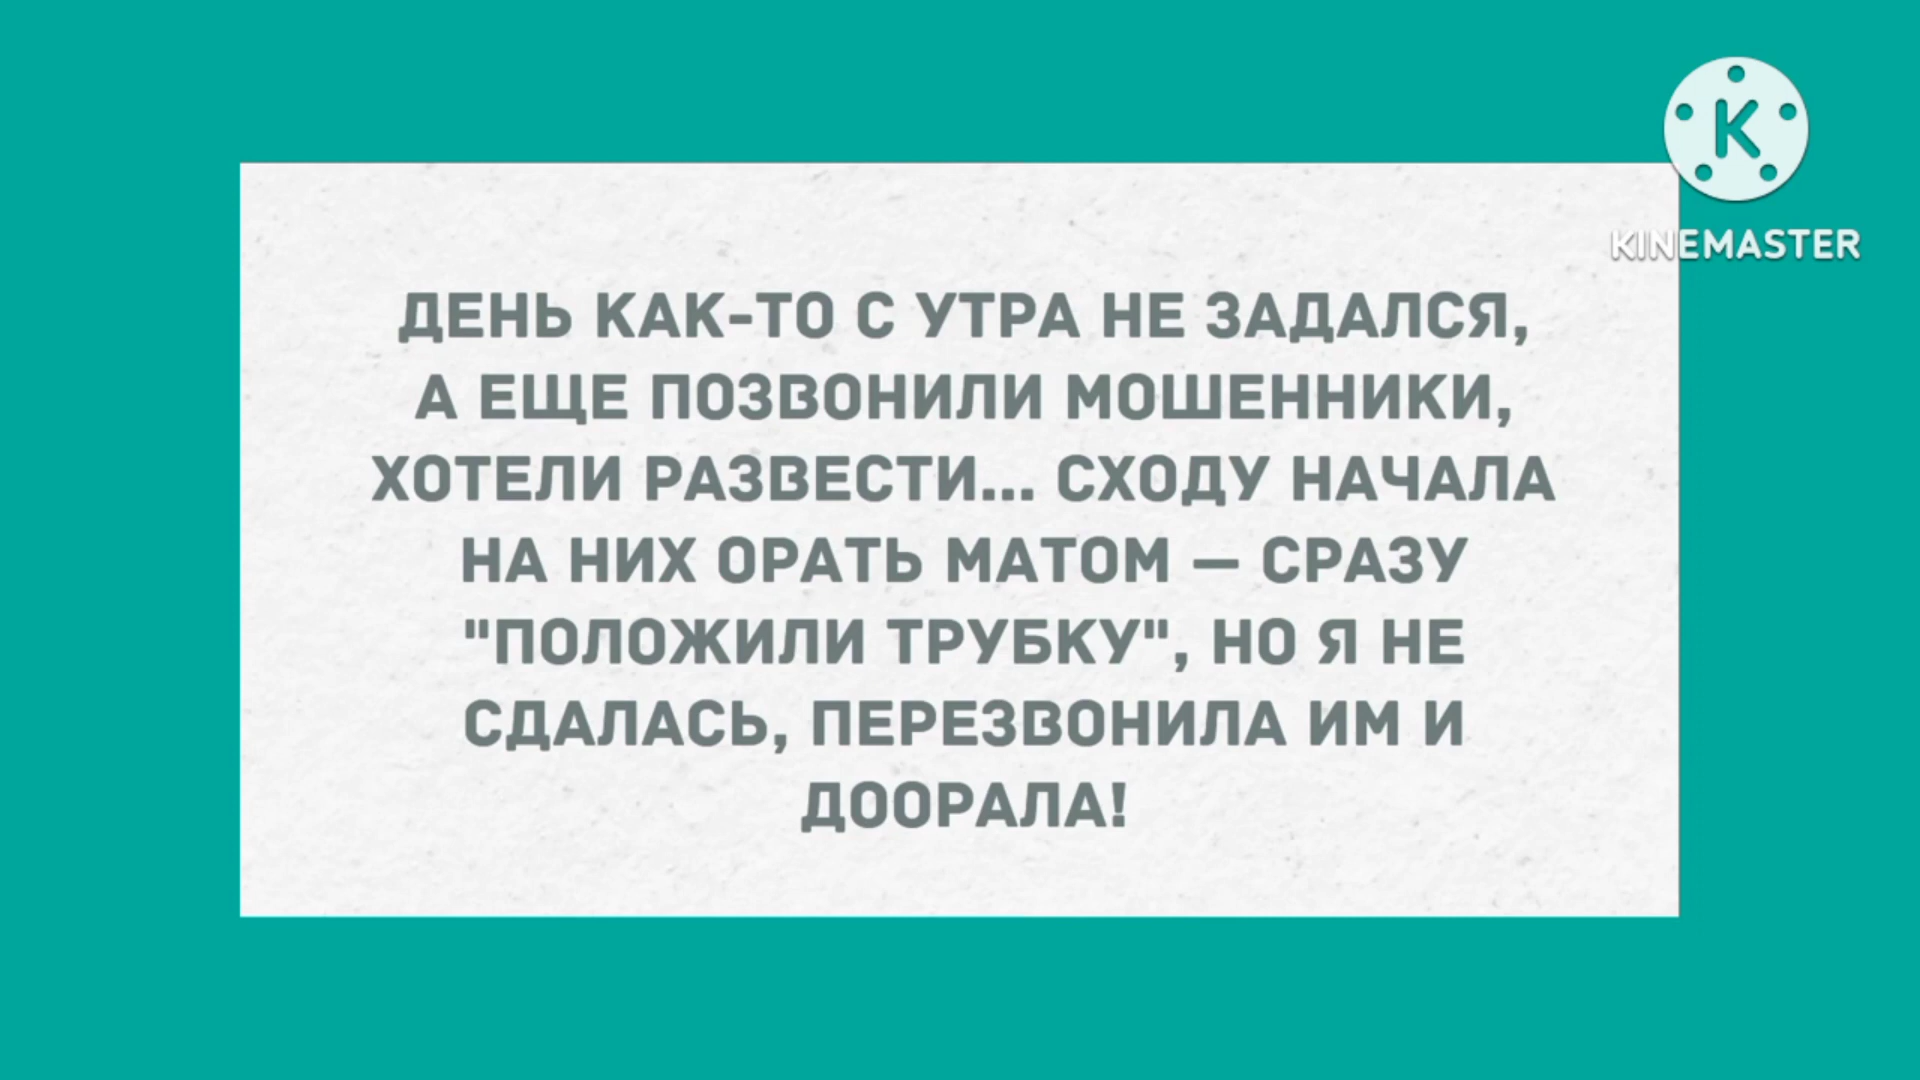 KINEMASTER
ДЕНЬ КАК-ТО С УТРА НЕ ЗАДАЛСЯ,
А ЕЩЕ ПОЗВОНИЛИ МОШЕННИКИ,
ХОТЕЛИ РАЗВЕСТИ... СХОДУ НАЧАЛА
НА НИХ ОРАТЬ МАТОМ — СРАЗУ
"ПОЛОЖИЛИ ТРУБКУ", НО Я НЕ
СДАЛАСЬ, ПЕРЕЗВОНИЛА ИМ И
ДООРАЛА!